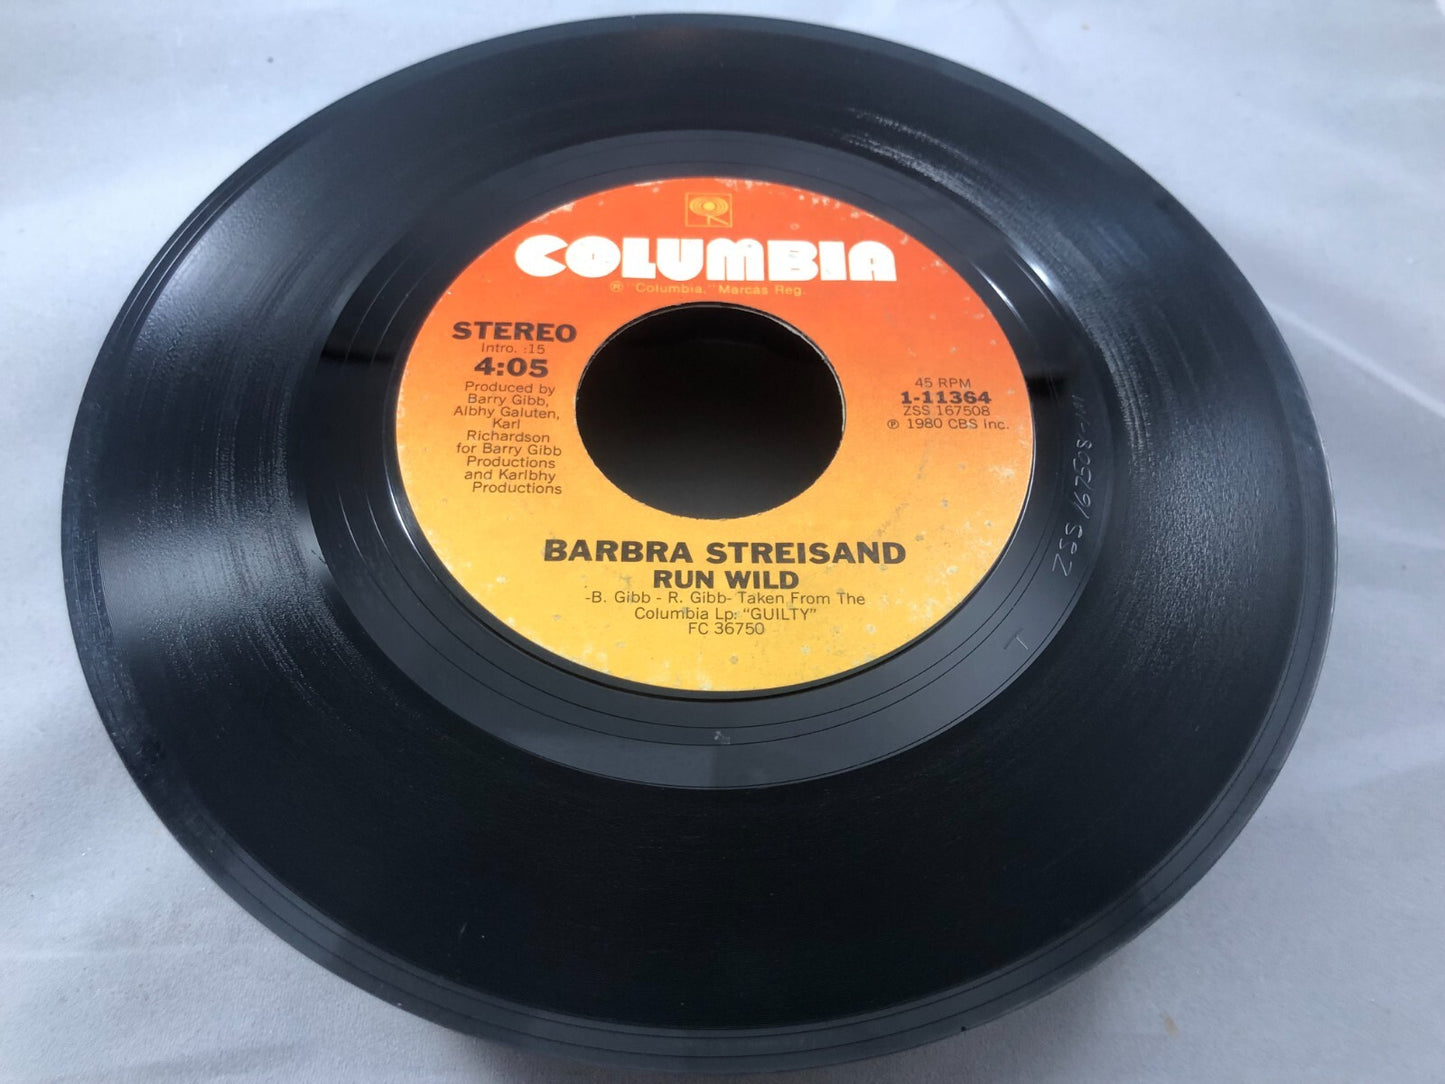 COLUMBIA
® "Columbia," Marcas Reg.
STEREO
Intro. :15
4:05
Produced by
Barry Gibb,
Albhy Galuten,
Karl
Richardson
for Barry Gibb
Productions
and Karlbhy
Productions
45 RPM
1-11364
ZSS 167508
℗ 1980 CBS Inc.
BARBRA STREISAND
RUN WILD
-B. Gibb - R. Gibb- Taken From The
Columbia Lp: "GUILTY"
FC 36750
ZSS 167508
T